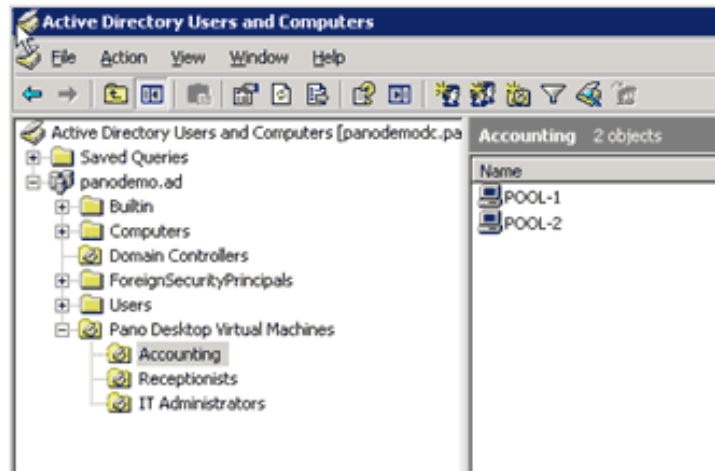 Active Directory Users and Computers
File Action View Window Help
Active Directory Users and Computers [panodemodc.pa
Saved Queries
panodemo.ad
Builtin
Computers
Domain Controllers
ForeignSecurityPrincipals
Users
Pano Desktop Virtual Machines
Accounting
Receptionists
IT Administrators
Accounting 2 objects
Name
POOL-1
POOL-2